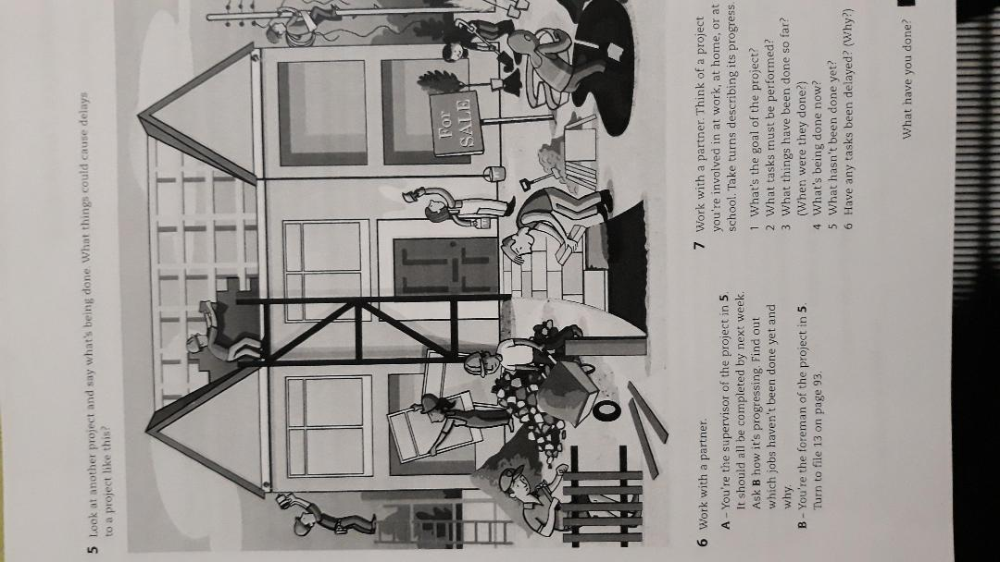 5 Look at another project and say what's being done. What things could cause delays
to a project like this?
For
SALE
6 Work with a partner.
A – You're the supervisor of the project in 5.
It should all be completed by next week.
Ask B how it's progressing. Find out
which jobs haven't been done yet and
why.
B – You're the foreman of the project in 5.
Turn to file 13 on page 93.
7 Work with a partner. Think of a project
you're involved in at work, at home, or at
school. Take turns describing its progress.
1 What's the goal of the project?
2 What tasks must be performed?
3 What things have been done so far?
(When were they done?)
4 What's being done now?
5 What hasn't been done yet?
6 Have any tasks been delayed? (Why?)
What have you done?